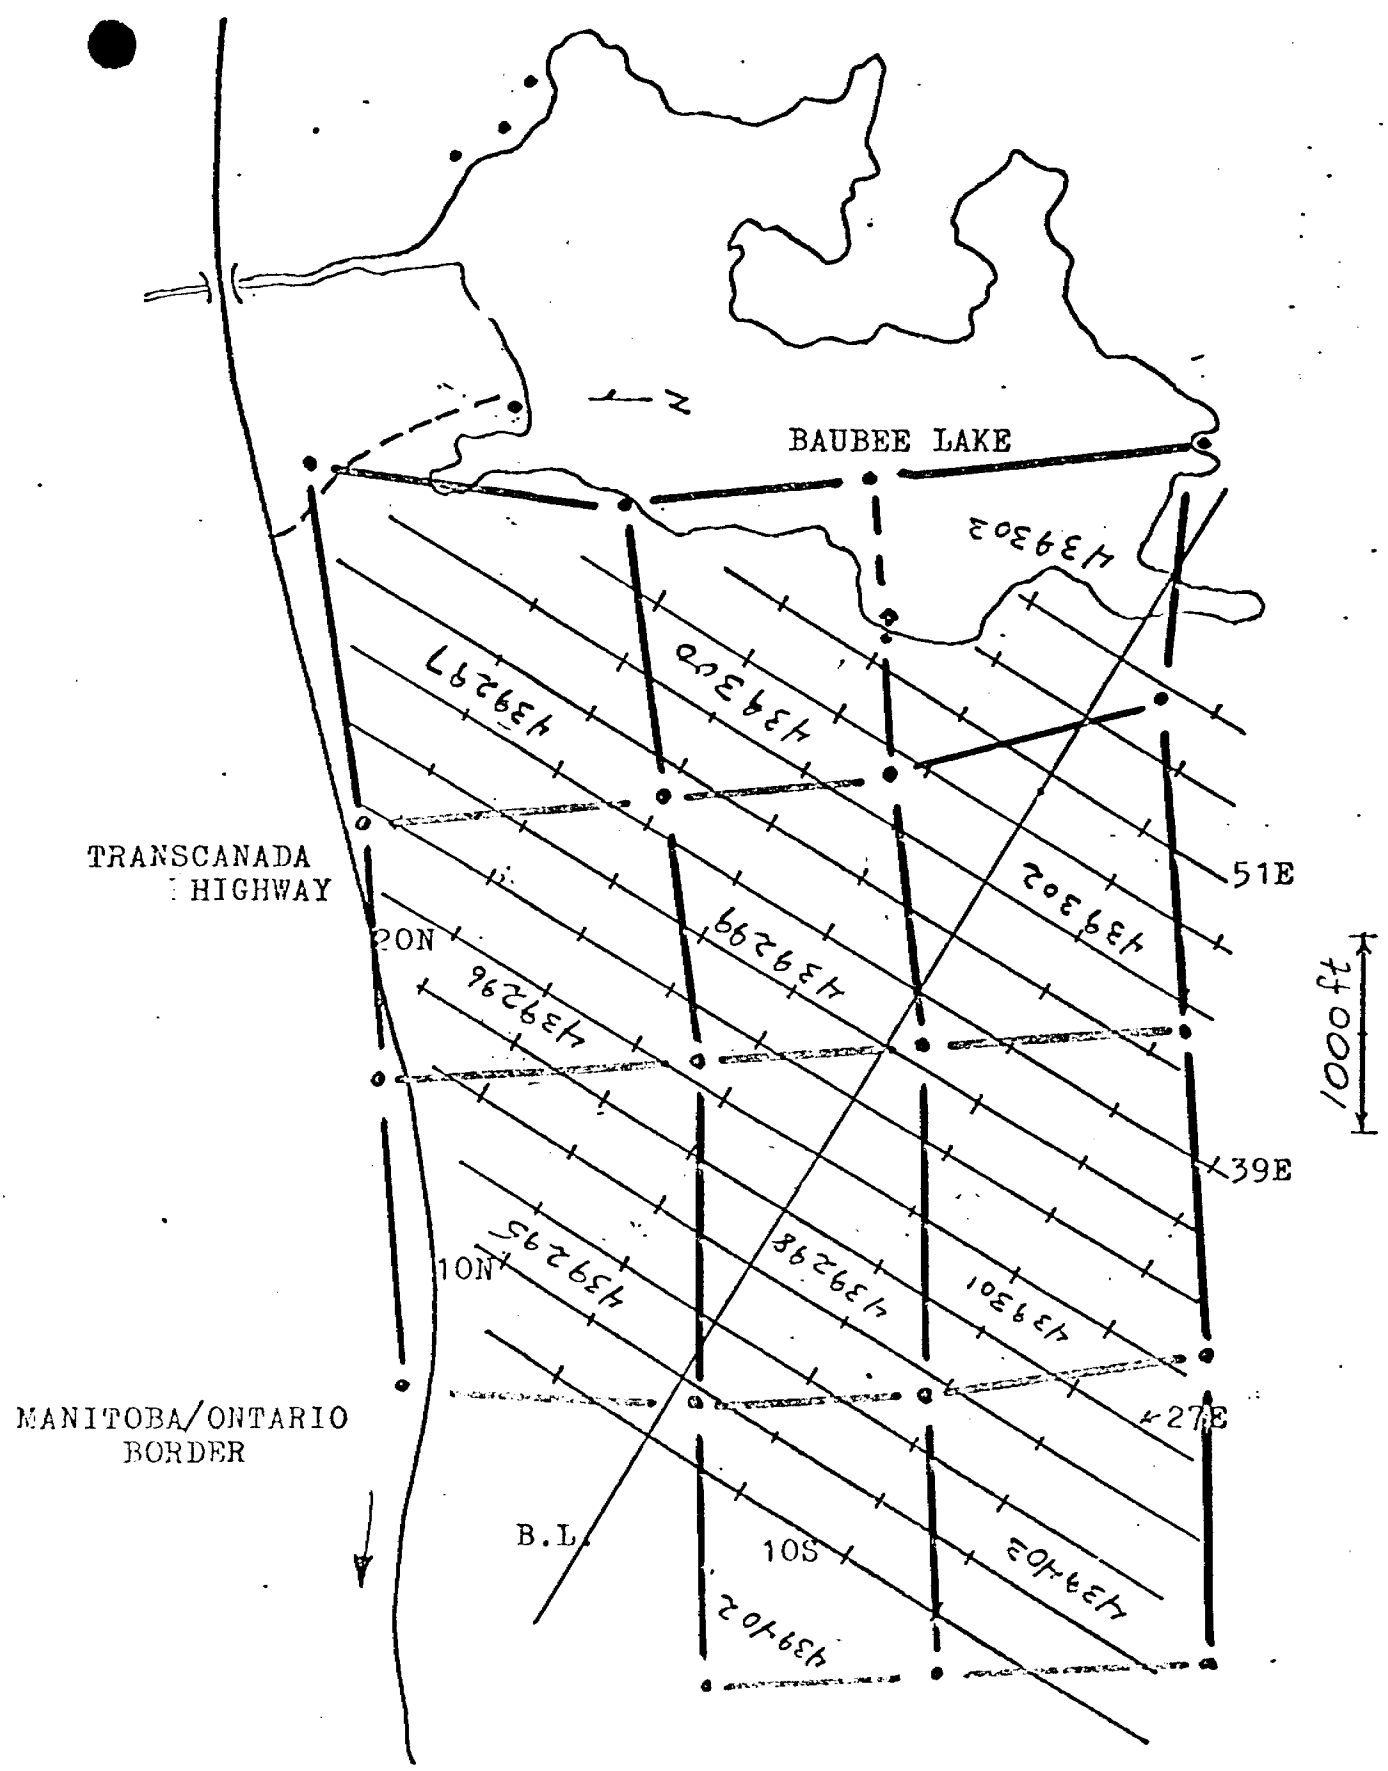 N
BAUBEE LAKE
439303
439297
439300
TRANSCANADA
HIGHWAY
51E
439302
20N
439299
439296
1000 ft
39E
439295
10N
439298
439301
MANITOBA/ONTARIO
BORDER
27E
B.L.
10S
439403
439402